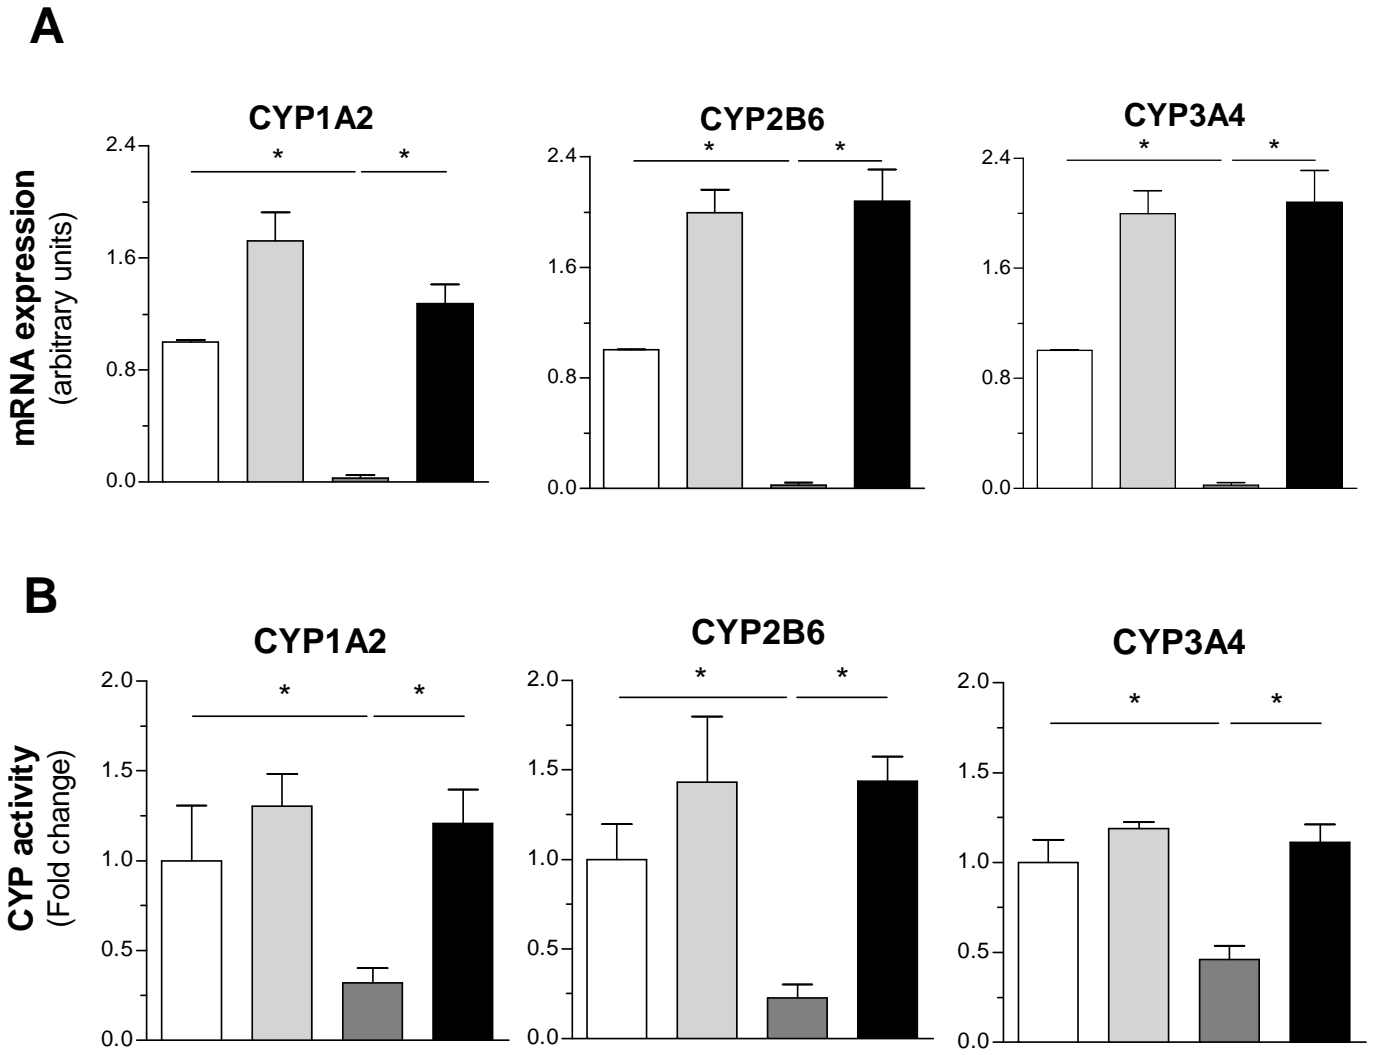 A
CYP1A2
CYP2B6
CYP3A4
mRNA expression
(arbitrary units)
2.4
1.6
0.8
0.0
* *
2.4
1.6
0.8
0.0
* *
2.4
1.6
0.8
0.0
* *
B
CYP1A2
CYP2B6
CYP3A4
CYP activity
(Fold change)
2.0
1.5
1.0
0.5
0.0
* *
2.0
1.5
1.0
0.5
0.0
* *
2.0
1.5
1.0
0.5
0.0
* *